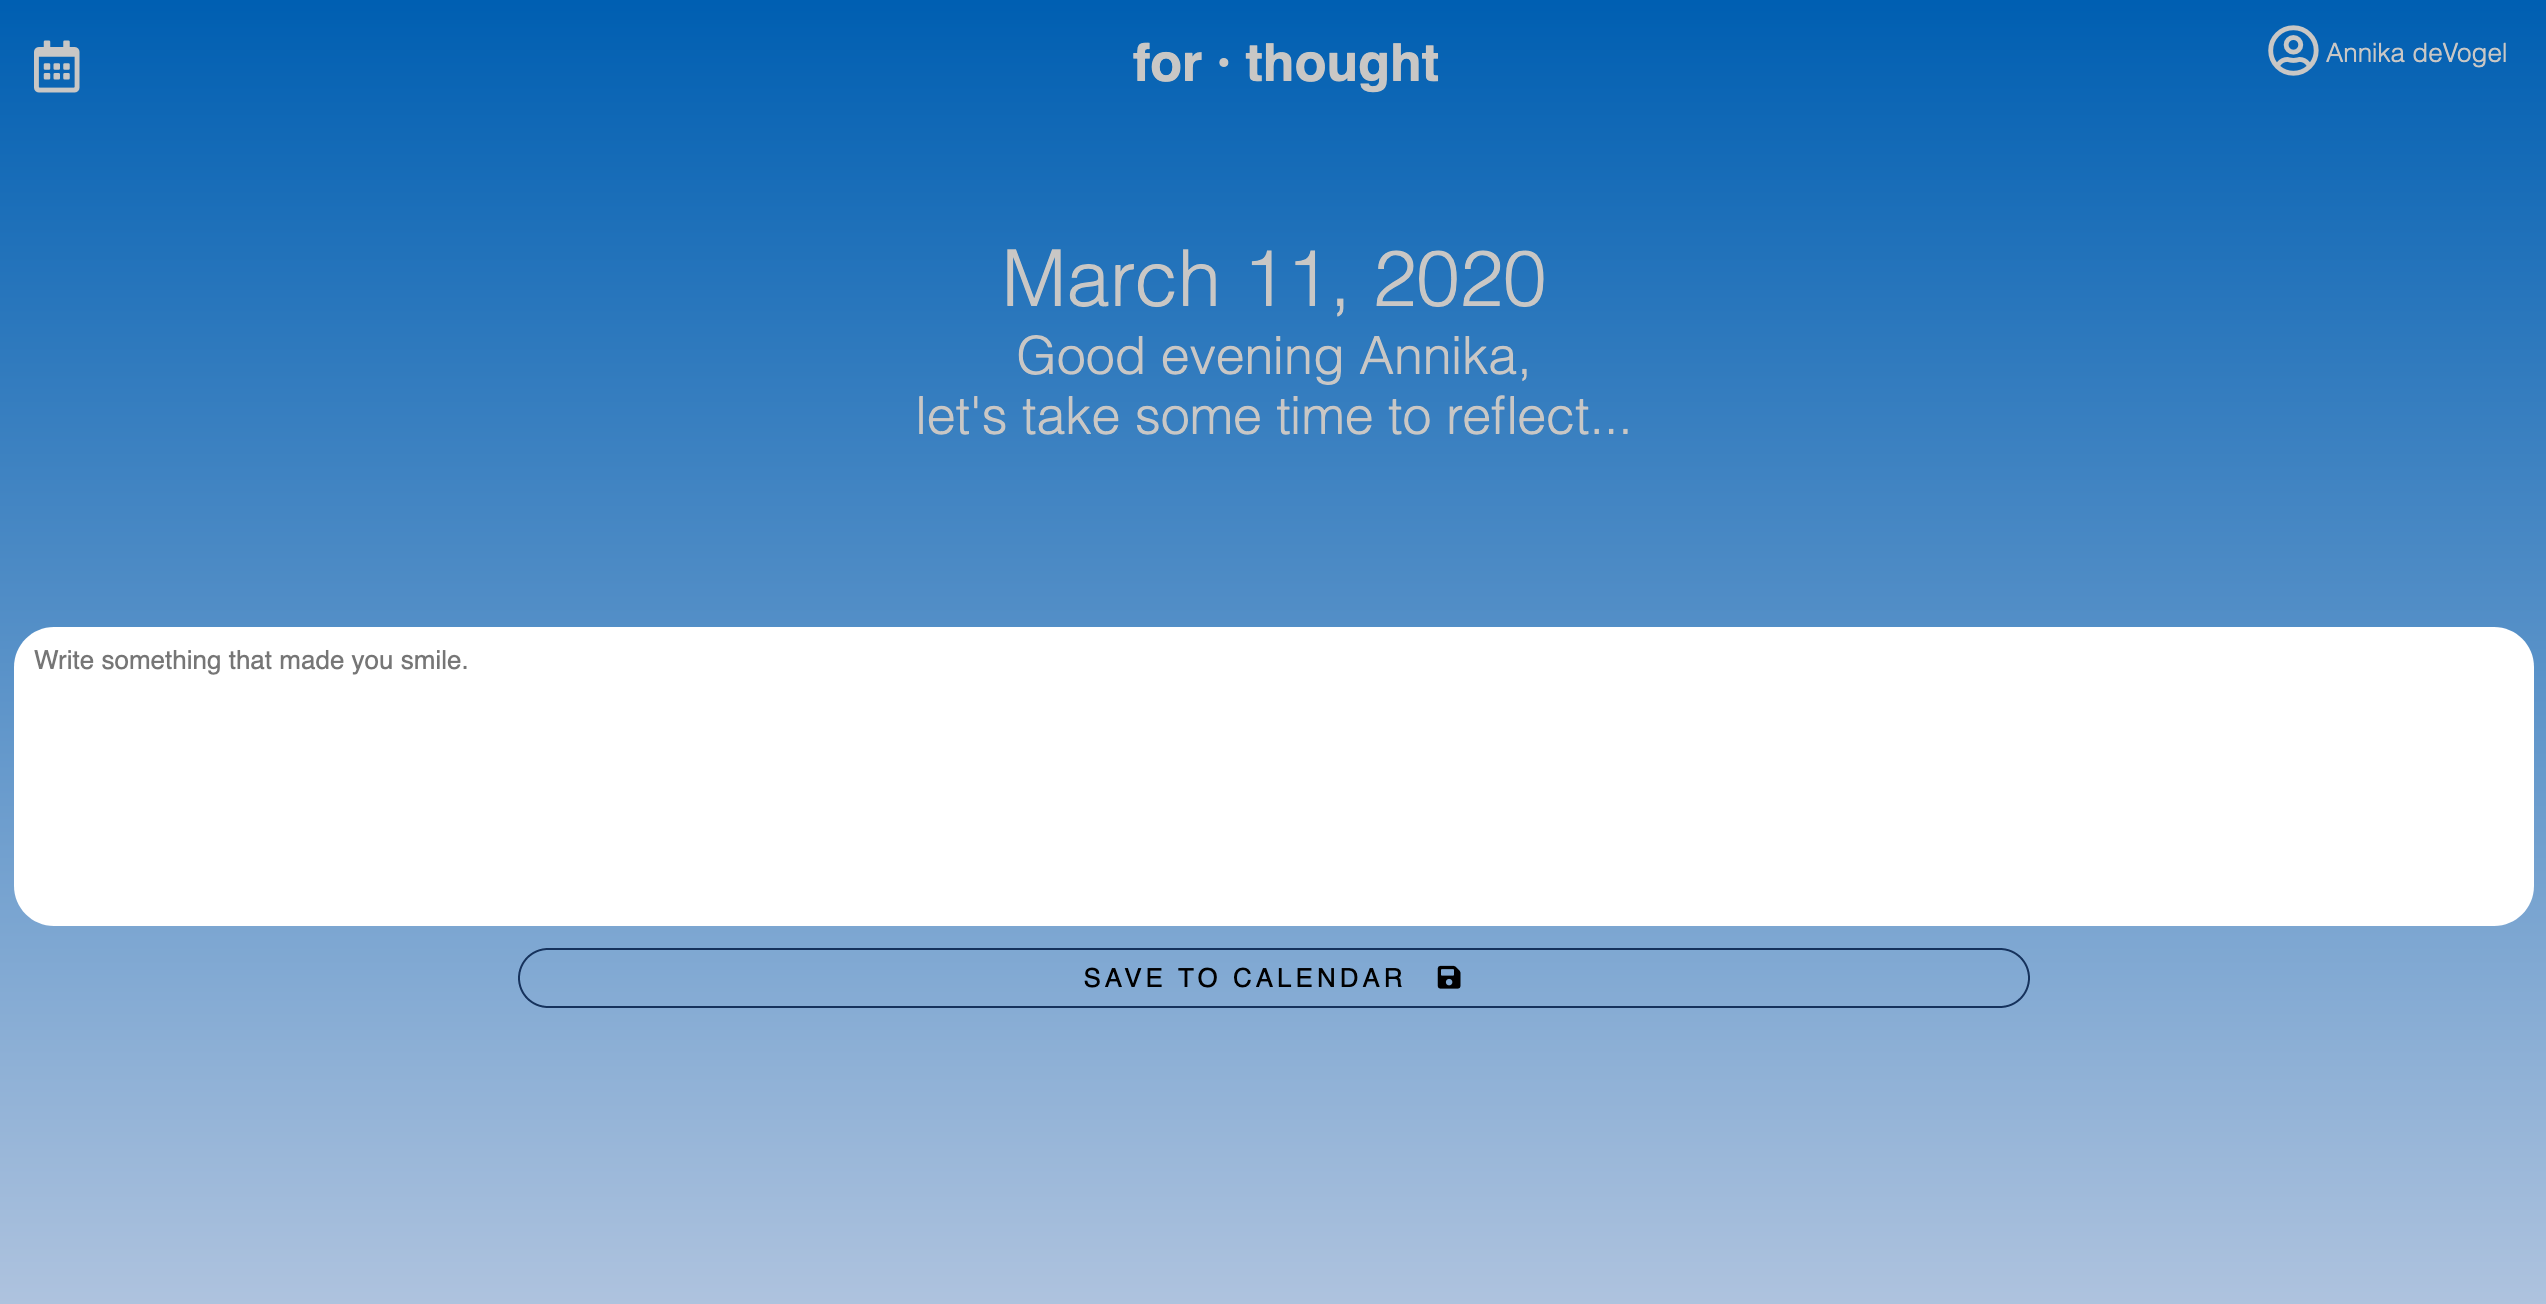 for · thought
Annika deVogel
March 11, 2020
Good evening Annika,
let's take some time to reflect...
Write something that made you smile.
SAVE TO CALENDAR